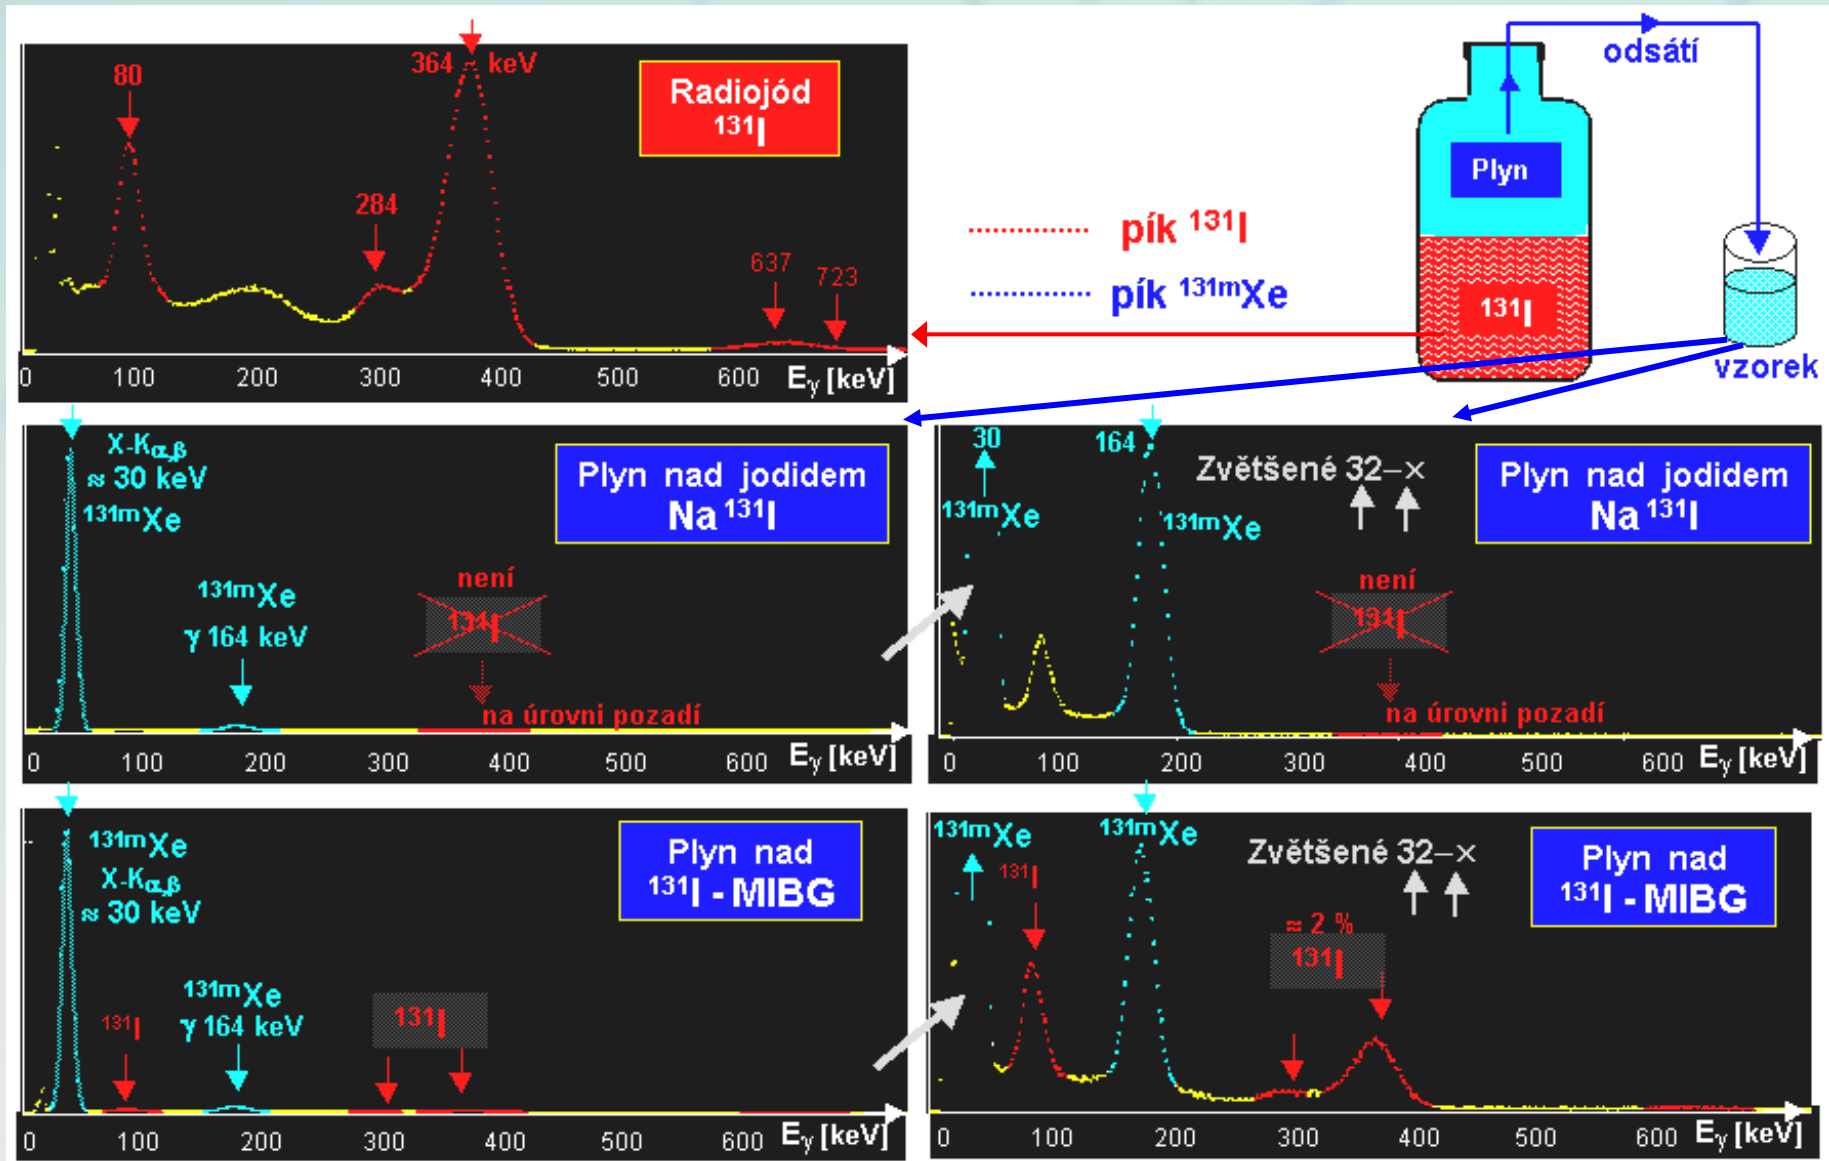 80
364 keV
Radiojód
¹³¹I
284
637
723
0 100 200 300 400 500 600 Eᵧ [keV]
odsátí
Plyn
pík ¹³¹I
pík ¹³¹ᵐXe
¹³¹I
vzorek
X-Kα,β
≈ 30 keV
¹³¹ᵐXe
Plyn nad jodidem
Na ¹³¹I
¹³¹ᵐXe
γ 164 keV
není
¹³¹I
na úrovni pozadí
0 100 200 300 400 500 600 Eᵧ [keV]
30
164
Zvětšené 32–×
¹³¹ᵐXe
¹³¹ᵐXe
Plyn nad jodidem
Na ¹³¹I
není
¹³¹I
na úrovni pozadí
0 100 200 300 400 500 600 Eᵧ [keV]
¹³¹ᵐXe
X-Kα,β
≈ 30 keV
Plyn nad
¹³¹I - MIBG
¹³¹I
¹³¹ᵐXe
γ 164 keV
¹³¹I
0 100 200 300 400 500 600 Eᵧ [keV]
¹³¹ᵐXe
¹³¹I
¹³¹ᵐXe
Zvětšené 32–×
Plyn nad
¹³¹I - MIBG
≈ 2 %
¹³¹I
0 100 200 300 400 500 600 Eᵧ [keV]